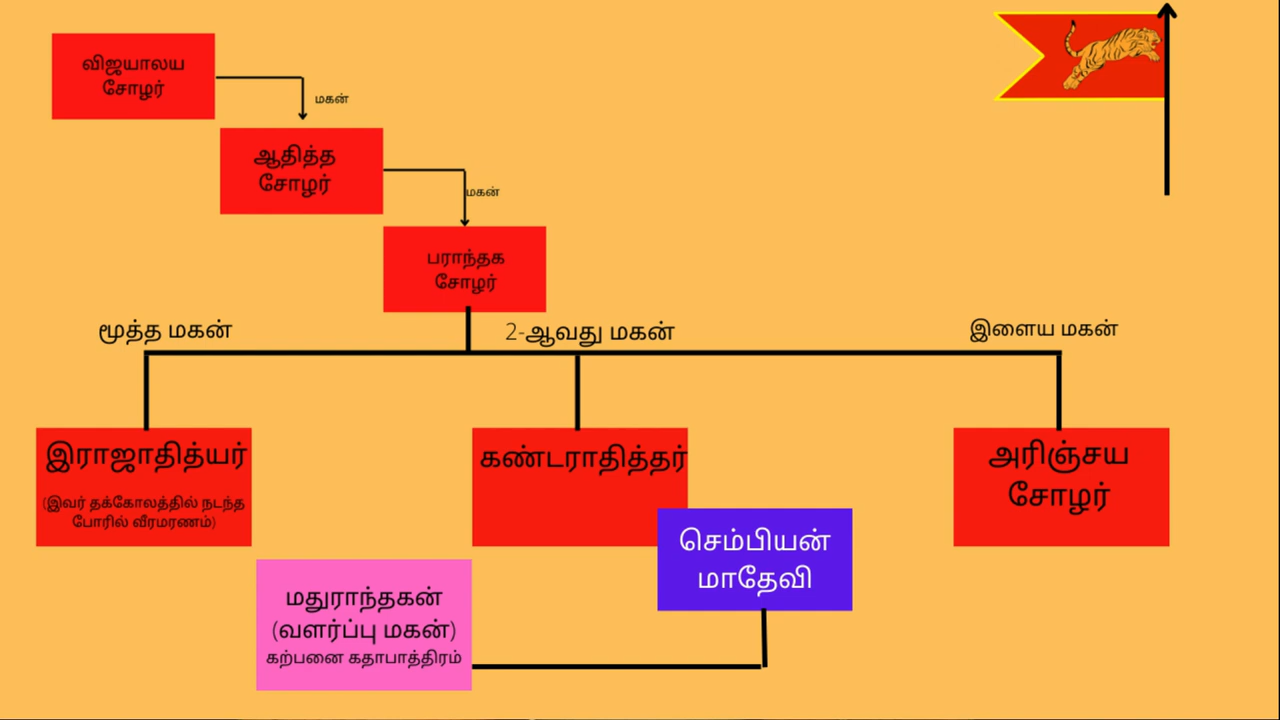 விஜயாலய
சோழர்
மகன்
ஆதித்த
சோழர்
மகன்
பராந்தக
சோழர்
மூத்த மகன்
2-ஆவது மகன்
இளைய மகன்
இராஜாதித்யர்
(இவர் தக்கோலத்தில் நடந்த
போரில் வீரமரணம்)
கண்டராதித்தர்
அரிஞ்சய
சோழர்
செம்பியன்
மாதேவி
மதுராந்தகன்
(வளர்ப்பு மகன்)
கற்பனை கதாபாத்திரம்